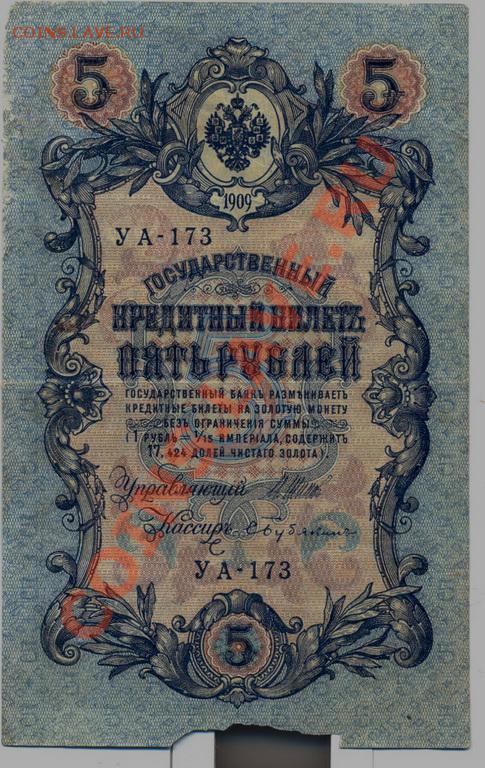 COINS.LAVE.RU
5 5
1909
УА-173
ГОСУДАРСТВЕННЫЙ
КРЕДИТНЫЙ БИЛЕТЪ
ПЯТЬ РУБЛЕЙ
ГОСУДАРСТВЕННЫЙ БАНКЪ РАЗМѢНИВАЕТЪ
КРЕДИТНЫЕ БИЛЕТЫ НА ЗОЛОТУЮ МОНЕТУ
БЕЗЪ ОГРАНИЧЕНІЯ СУММЫ
(1 РУБЛЬ = 1/15 ИМПЕРІАЛА, СОДЕРЖИТЪ
17,424 ДОЛЕЙ ЧИСТАГО ЗОЛОТА).
Управляющій
Кассиръ
УА-173
5